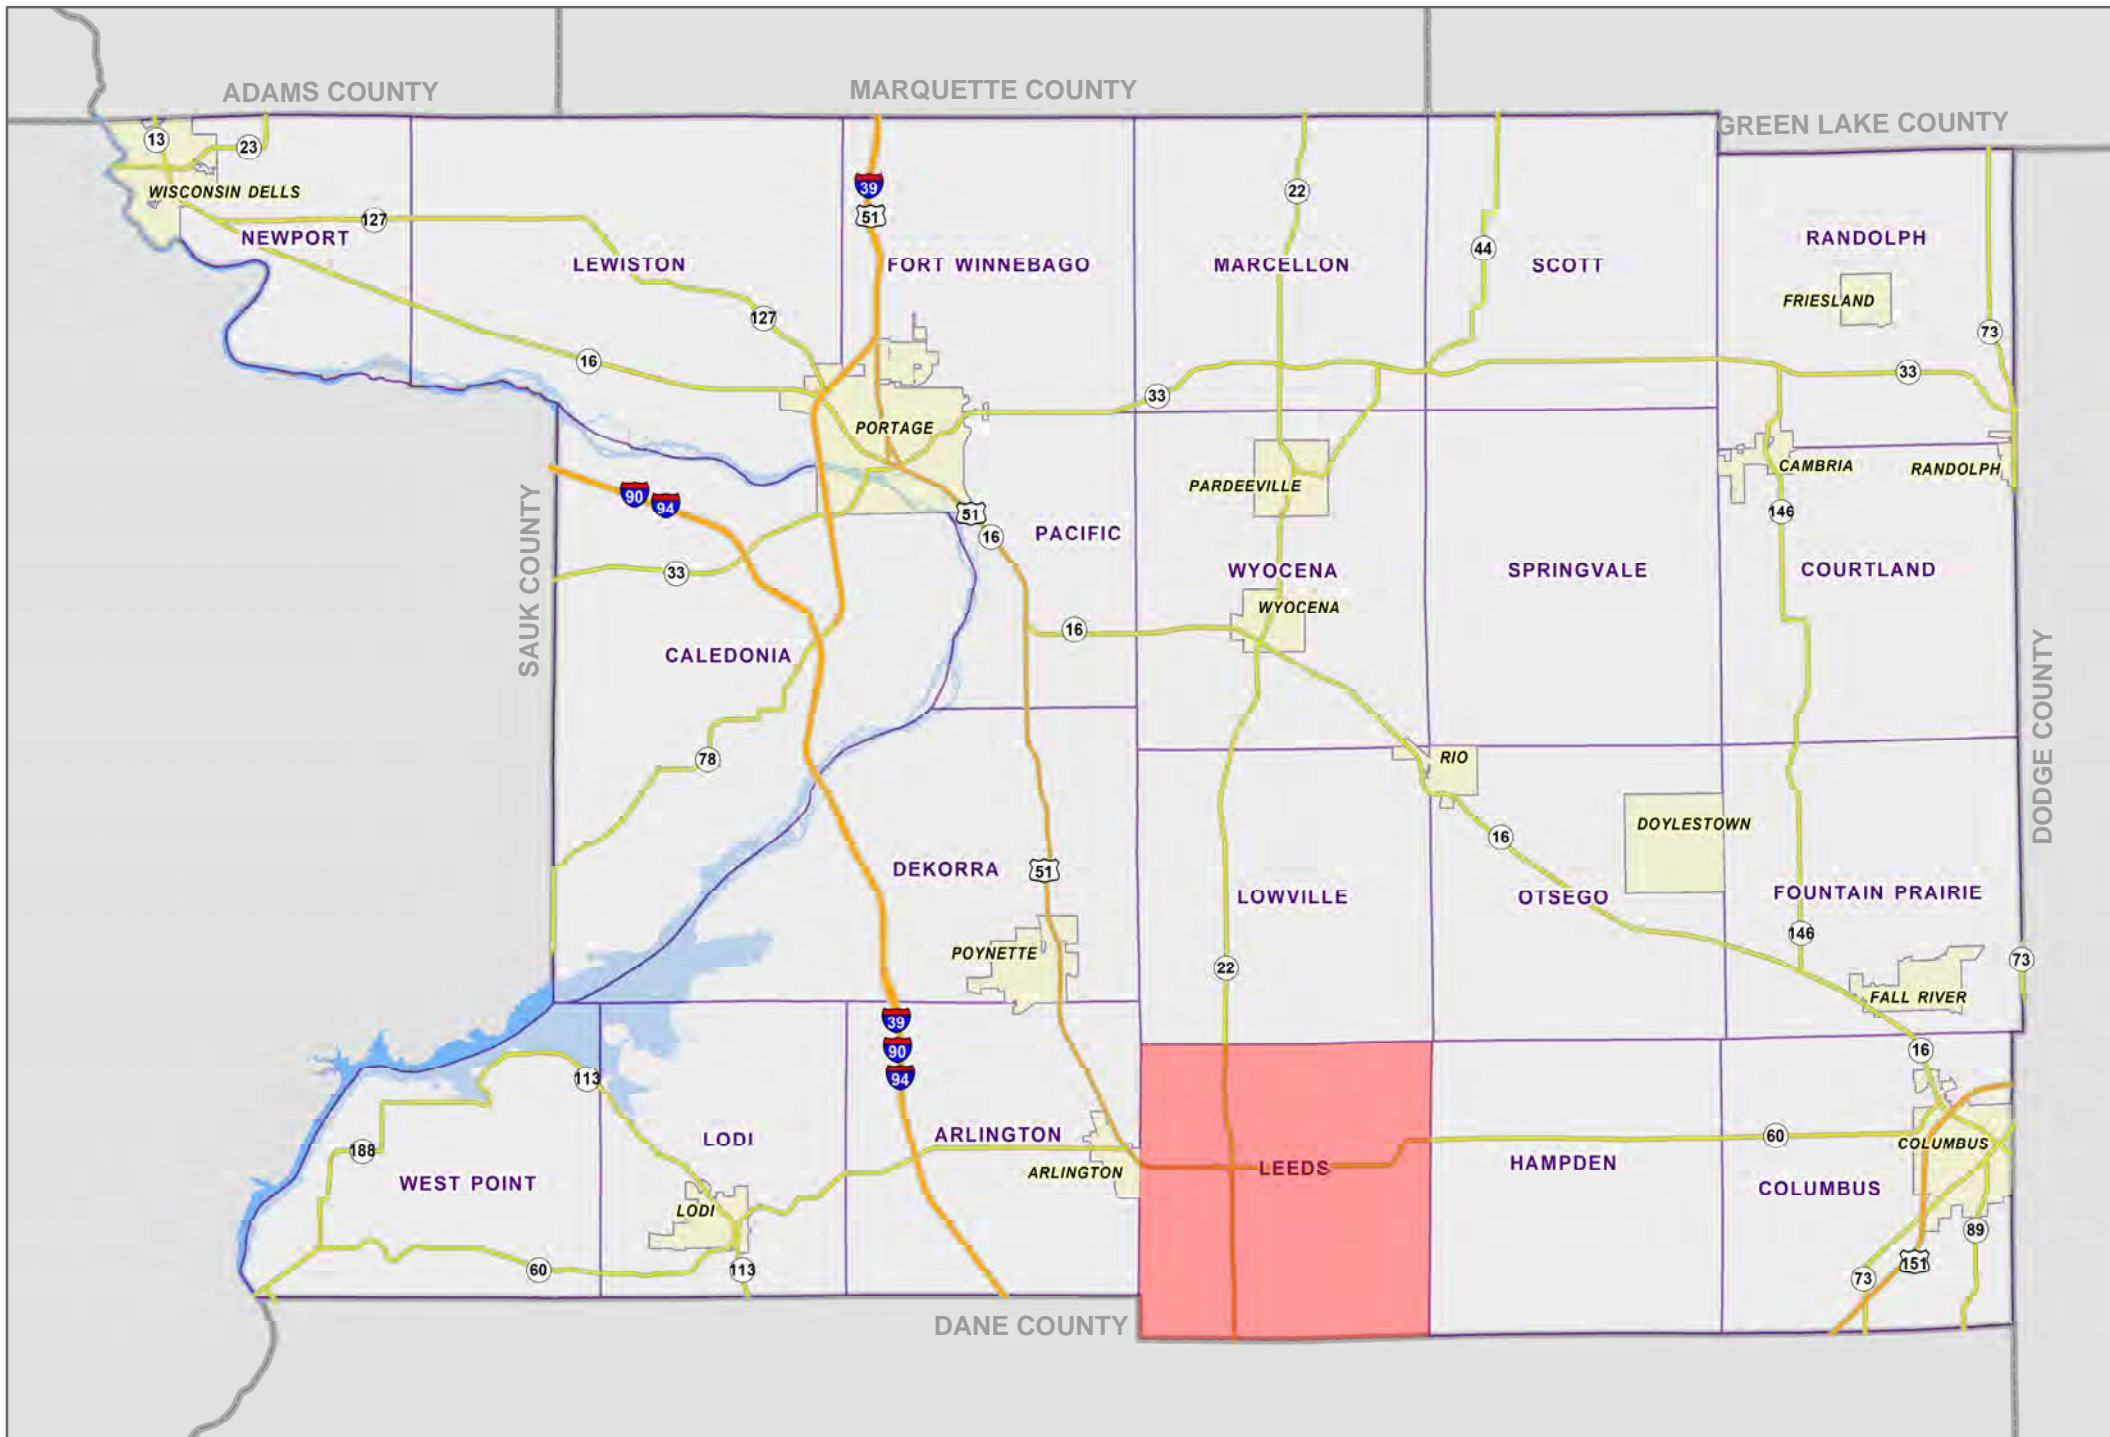 ADAMS COUNTY
MARQUETTE COUNTY
GREEN LAKE COUNTY
13
23
39
51
22
44
WISCONSIN DELLS
127
NEWPORT
LEWISTON
FORT WINNEBAGO
MARCELLON
SCOTT
RANDOLPH
FRIESLAND
127
73
16
33
33
PORTAGE
CAMBRIA
RANDOLPH
PARDEEVILLE
90
94
51
146
16
PACIFIC
SAUK COUNTY
33
WYOCENA
SPRINGVALE
COURTLAND
WYOCENA
16
CALEDONIA
DODGE COUNTY
78
RIO
DOYLESTOWN
16
DEKORRA
51
LOWVILLE
OTSEGO
FOUNTAIN PRAIRIE
146
POYNETTE
22
73
FALL RIVER
39
90
94
16
113
LODI
ARLINGTON
60
COLUMBUS
188
WEST POINT
ARLINGTON
LEEDS
HAMPDEN
COLUMBUS
LODI
89
60
113
151
73
DANE COUNTY